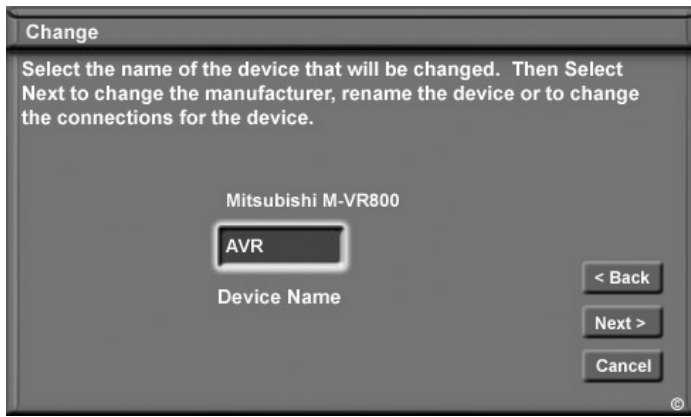 Change
Select the name of the device that will be changed.  Then Select
Next to change the manufacturer, rename the device or to change
the connections for the device.
Mitsubishi M-VR800
AVR
Device Name
< Back
Next >
Cancel
©